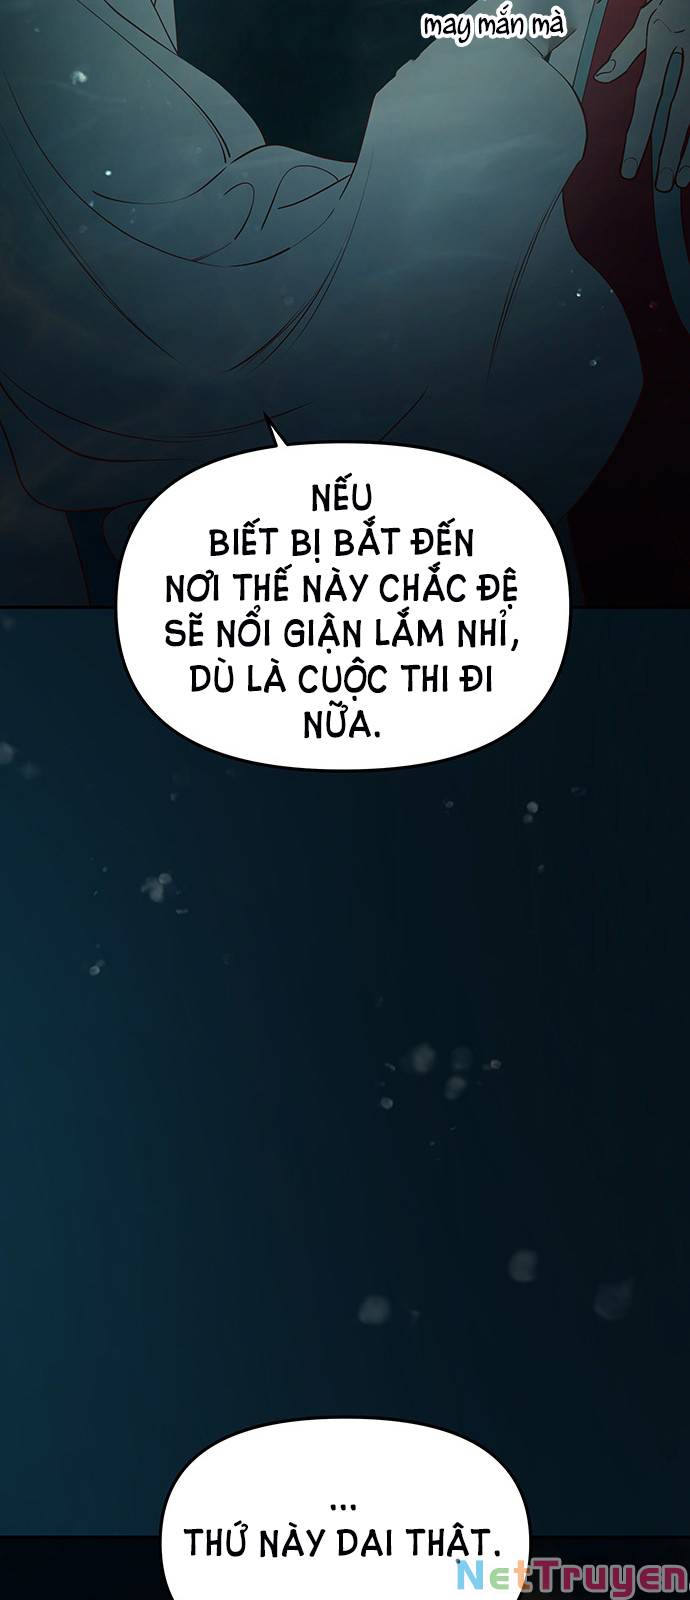 may mắn mà
NẾU
BIẾT BỊ BẮT ĐẾN
NƠI THẾ NÀY CHẮC ĐỆ
SẼ NỔI GIẬN LẮM NHỈ,
DÙ LÀ CUỘC THI ĐI
NỮA.
...
THỨ NÀY DAI THẬT.
NetTruyen